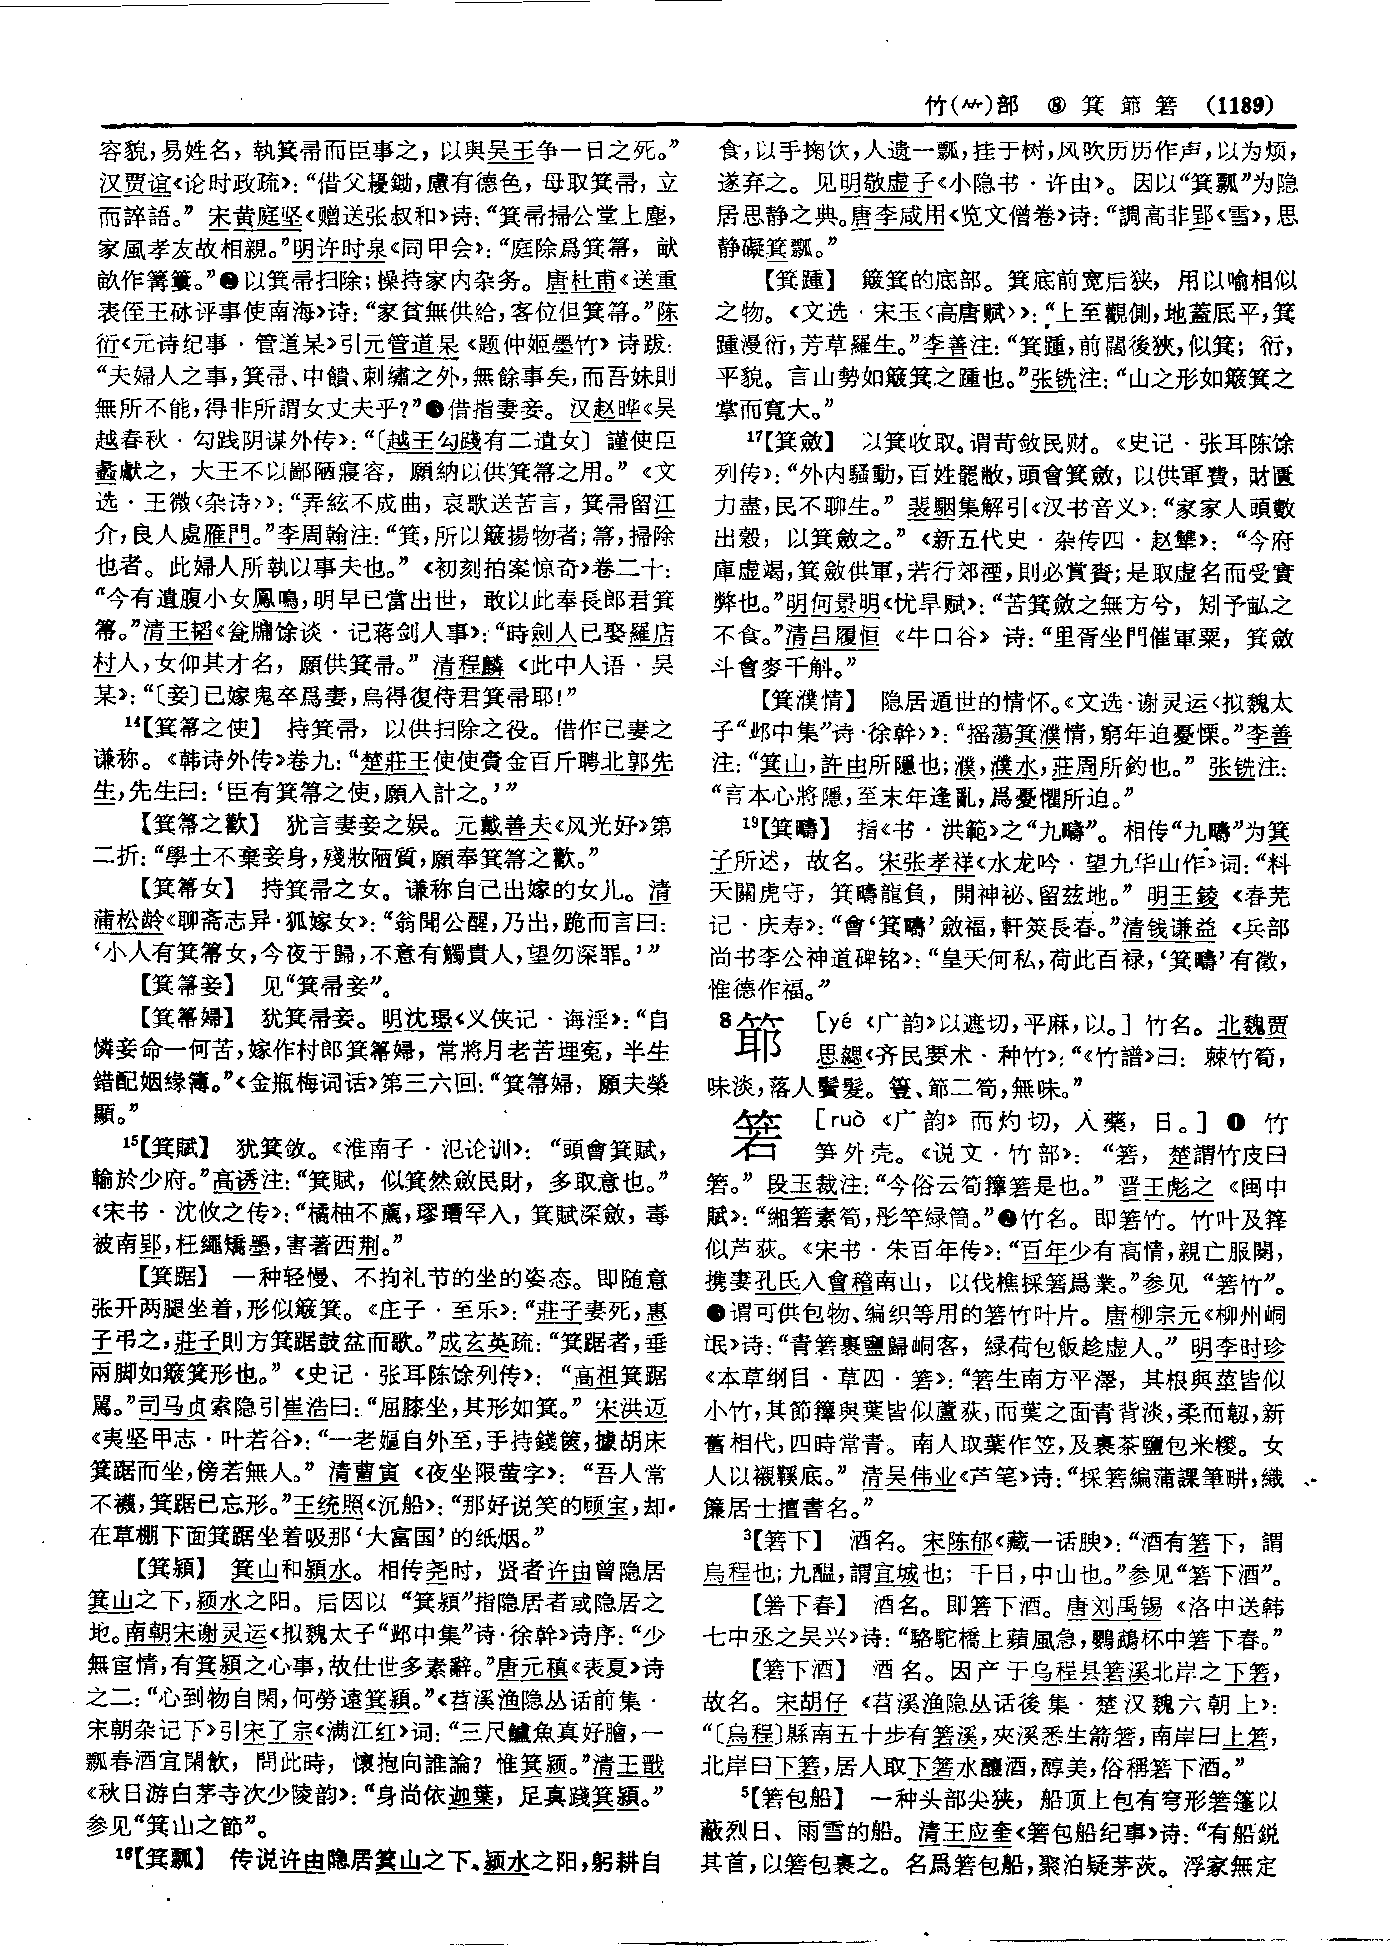 竹(⺮)部 ⑧ 箕 䈰 箬 (1189)
容貌,易姓名,執箕帚而臣事之,以與吴王争一日之死。”
汉贾谊《论时政疏》:“借父耰鋤,慮有德色,母取箕帚,立
而誶語。” 宋黄庭坚《赠送张叔和》诗:“箕帚掃公堂上塵,
家風孝友故相親。”明许时泉《同甲会》:“庭除爲箕箒,畎
畝作篝簍。”❷以箕帚扫除;操持家内杂务。唐杜甫《送重
表侄王砅评事使南海》诗:“家貧無供給,客位但箕箒。”陈
衍《元诗纪事·管道杲》引元管道杲《题仲姬墨竹》诗跋:
“夫婦人之事,箕帚、中饋、刺繡之外,無餘事矣,而吾妹則
無所不能,得非所謂女丈夫乎?”❸借指妻妾。汉赵晔《吴
越春秋·勾践阴谋外传》:“〔越王勾踐有二遺女〕謹使臣
蠡獻之,大王不以鄙陋寢容,願納以供箕箒之用。”《文
选·王微〈杂诗〉》:“弄絃不成曲,哀歌送苦言,箕帚留江
介,良人處雁門。”李周翰注:“箕,所以簸揚物者;箒,掃除
也者。此婦人所執以事夫也。”《初刻拍案惊奇》卷二十:
“今有遺腹小女鳳鳴,明早已當出世,敢以此奉長郎君箕
箒。”清王韬《瓮牖馀谈·记蒋剑人事》:“時劍人已娶羅店
村人,女仰其才名,願供箕帚。” 清程麟《此中人语·吴
某》:“〔妾〕已嫁鬼卒爲妻,烏得復侍君箕帚耶!”
14【箕箒之使】 持箕帚,以供扫除之役。借作己妻之
谦称。《韩诗外传》卷九:“楚莊王使使賫金百斤聘北郭先
生,先生曰:‘臣有箕箒之使,願入計之。’”
【箕箒之歡】 犹言妻妾之娱。元戴善夫《风光好》第
二折:“學士不棄妾身,殘妝陋質,願奉箕箒之歡。”
【箕箒女】 持箕帚之女。谦称自己出嫁的女儿。清
蒲松龄《聊斋志异·狐嫁女》:“翁聞公醒,乃出,跪而言曰:
‘小人有箕箒女,今夜于歸,不意有觸貴人,望勿深罪。’”
【箕箒妾】 见“箕帚妾”。
【箕箒婦】 犹箕帚妾。明沈璟《义侠记·诲淫》:“自
憐妾命一何苦,嫁作村郎箕箒婦,常將月老苦埋冤,半生
錯配姻緣簿。”《金瓶梅词话》第三六回:“箕箒婦,願夫榮
顯。”
15【箕賦】 犹箕敛。《淮南子·氾论训》:“頭會箕賦,
輸於少府。”高诱注:“箕賦,似箕然斂民財,多取意也。”
《宋书·沈攸之传》:“橘柚不薦,璆瑻罕入,箕賦深斂,毒
被南郢,枉繩矯墨,害著西荆。”
【箕踞】 一种轻慢、不拘礼节的坐的姿态。即随意
张开两腿坐着,形似簸箕。《庄子·至乐》:“莊子妻死,惠
子弔之,莊子則方箕踞鼓盆而歌。”成玄英疏:“箕踞者,垂
兩脚如簸箕形也。”《史记·张耳陈馀列传》:“高祖箕踞
駡。”司马贞索隐引崔浩曰:“屈膝坐,其形如箕。” 宋洪迈
《夷坚甲志·叶若谷》:“一老嫗自外至,手持錢篋,據胡床
箕踞而坐,傍若無人。” 清曹寅《夜坐限萤字》:“吾人常
不襪,箕踞已忘形。”王统照《沉船》:“那好说笑的顾宝,却
在草棚下面箕踞坐着吸那‘大富国’的纸烟。”
【箕潁】 箕山和潁水。相传尧时,贤者许由曾隐居
箕山之下,颍水之阳。后因以“箕潁”指隐居者或隐居之
地。南朝宋谢灵运《拟魏太子“邺中集”诗·徐幹》诗序:“少
無宦情,有箕潁之心事,故仕世多素辭。”唐元稹《表夏》诗
之二:“心到物自閑,何勞遠箕潁。”《苕溪渔隐丛话前集·
宋朝杂记下》引宋了宗《满江红》词:“三尺鱸魚真好膾,一
瓢春酒宜閑飲,問此時,懷抱向誰論?惟箕颍。”清王戬
《秋日游白茅寺次少陵韵》:“身尚依迦葉,足真踐箕潁。”
参见“箕山之節”。
16【箕瓢】 传说许由隐居箕山之下、颍水之阳,躬耕自
食,以手掬饮,人遗一瓢,挂于树,风吹历历作声,以为烦,
遂弃之。见明敬虚子《小隐书·许由》。因以“箕瓢”为隐
居思静之典。唐李咸用《览文僧卷》诗:“調高非郢《雪》,思
静礙箕瓢。”
【箕踵】 簸箕的底部。箕底前宽后狭,用以喻相似
之物。《文选·宋玉〈高唐赋〉》:“上至觀側,地蓋厎平,箕
踵漫衍,芳草羅生。”李善注:“箕踵,前闊後狹,似箕;衍,
平貌。言山勢如簸箕之踵也。”张铣注:“山之形如簸箕之
掌而寬大。”
17【箕斂】 以箕收取。谓苛敛民财。《史记·张耳陈馀
列传》:“外内騷動,百姓罷敝,頭會箕斂,以供軍費,財匱
力盡,民不聊生。” 裴駰集解引《汉书音义》:“家家人頭數
出穀,以箕斂之。”《新五代史·杂传四·赵犨》:“今府
庫虛竭,箕斂供軍,若行郊禋,則必賞賚;是取虛名而受實
弊也。”明何景明《忧旱赋》:“苦箕斂之無方兮,矧予畝之
不食。”清吕履恒《牛口谷》诗:“里胥坐門催軍粟,箕斂
斗會麥千斛。”
【箕濮情】 隐居遁世的情怀。《文选·谢灵运〈拟魏太
子“邺中集”诗·徐幹〉》:“摇蕩箕濮情,窮年迫憂慄。”李善
注:“箕山,許由所隱也;濮,濮水,莊周所釣也。” 张铣注:
“言本心將隱,至末年逢亂,爲憂懼所迫。”
19【箕疇】 指《书·洪範》之“九疇”。相传“九疇”为箕
子所述,故名。宋张孝祥《水龙吟·望九华山作》词:“料
天關虎守,箕疇龍負,開神祕、留兹地。” 明王錂《春芜
记·庆寿》:“會‘箕疇’斂福,軒筴長春。”清钱谦益《兵部
尚书李公神道碑铭》:“皇天何私,荷此百禄,‘箕疇’有徵,
惟德作福。”
8䈰 [yé《广韵》以遮切,平麻,以。] 竹名。北魏贾
思勰《齐民要术·种竹》:“《竹譜》曰:棘竹筍,
味淡,落人鬢髮。簹、䈰二筍,無味。”
箬 [ruò《广韵》而灼切,入藥,日。] ❶ 竹
笋外壳。《说文·竹部》:“箬,楚謂竹皮曰
箬。” 段玉裁注:“今俗云筍籜箬是也。” 晋王彪之《闽中
賦》:“緗箬素筍,彤竿緑筒。”❷竹名。即箬竹。竹叶及箨
似芦荻。《宋书·朱百年传》:“百年少有高情,親亡服闋,
携妻孔氏入會稽南山,以伐樵採箬爲業。”参见“箬竹”。
❸谓可供包物、编织等用的箬竹叶片。唐柳宗元《柳州峒
氓》诗:“青箬裹鹽歸峒客,緑荷包飯趁虚人。” 明李时珍
《本草纲目·草四·箬》:“箬生南方平澤,其根與莖皆似
小竹,其節籜與葉皆似蘆荻,而葉之面青背淡,柔而韌,新
舊相代,四時常青。南人取葉作笠,及裹茶鹽包米糉。女
人以襯鞵底。” 清吴伟业《芦笔》诗:“採箬編蒲課筆耕,織
簾居士擅書名。”
3【箬下】 酒名。宋陈郁《藏一话腴》:“酒有箬下,謂
烏程也;九醖,謂宜城也;千日,中山也。”参见“箬下酒”。
【箬下春】 酒名。即箬下酒。唐刘禹锡《洛中送韩
七中丞之吴兴》诗:“駱駝橋上蘋風急,鸚鵡杯中箬下春。”
【箬下酒】 酒名。因产于乌程县箬溪北岸之下箬,
故名。宋胡仔《苕溪渔隐丛话後集·楚汉魏六朝上》:
“〔烏程〕縣南五十步有箬溪,夾溪悉生箭箬,南岸曰上箬,
北岸曰下箬,居人取下箬水釀酒,醇美,俗稱箬下酒。”
5【箬包船】 一种头部尖狭,船顶上包有穹形箬篷以
蔽烈日、雨雪的船。清王应奎《箬包船纪事》诗:“有船鋭
其首,以箬包裹之。名爲箬包船,聚泊疑茅茨。浮家無定